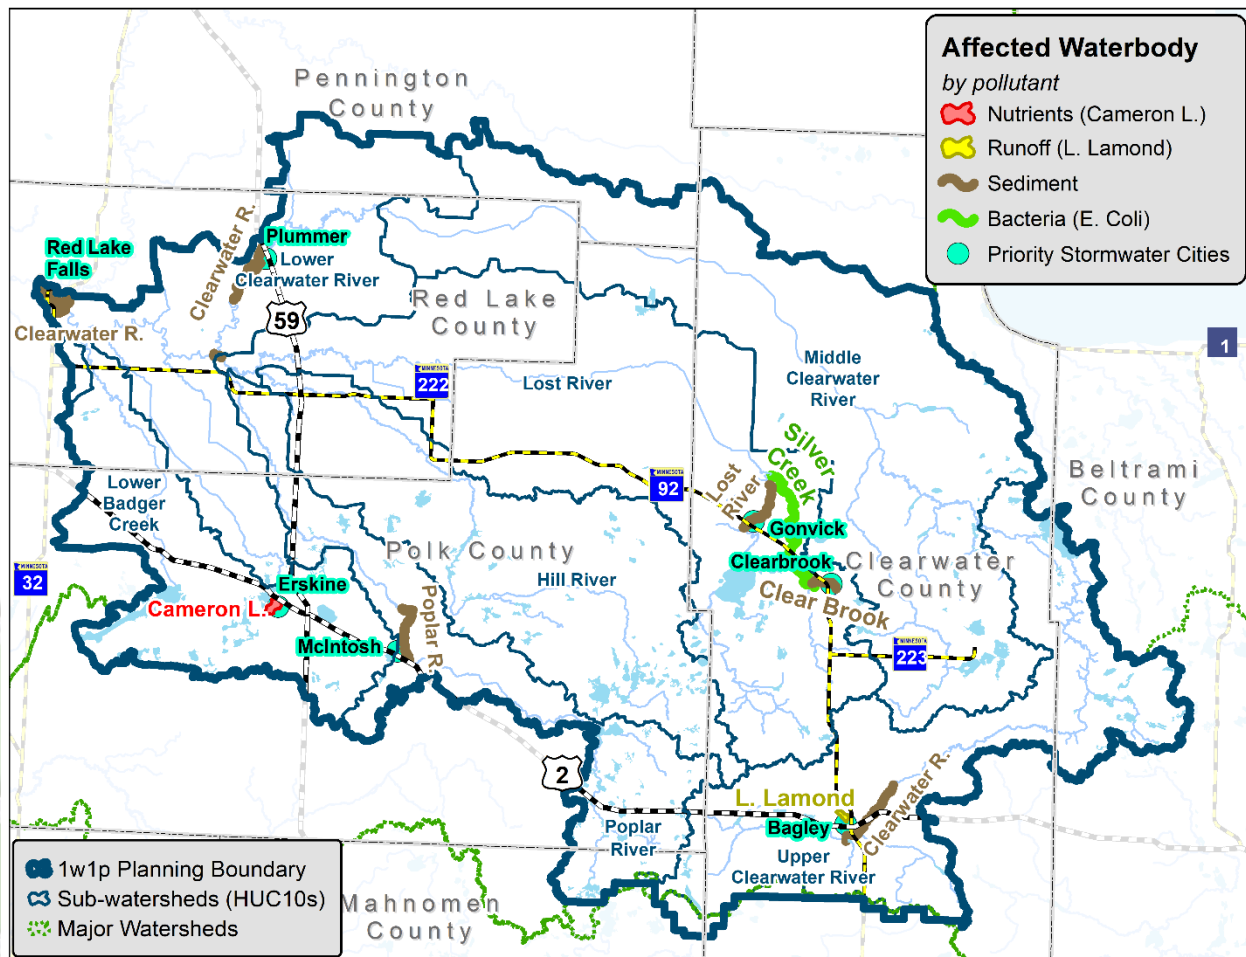 Pennington
County
Affected Waterbody
by pollutant
Nutrients (Cameron L.)
Runoff (L. Lamond)
Sediment
Bacteria (E. Coli)
Priority Stormwater Cities
Red Lake
Falls
Clearwater R.
Plummer
Lower
Clearwater River
Clearwater R.
59
Red Lake
County
1
MINNESOTA
222
Lost River
Middle
Clearwater
River
Silver
Creek
Lost
River
MINNESOTA
92
Beltrami
County
Lower
Badger
Creek
Gonvick
Polk County
Clearbrook
Clearwater
County
Hill River
MINNESOTA
32
Erskine
Cameron L.
Clear Brook
Poplar R.
McIntosh
MINNESOTA
223
2
L. Lamond
Bagley
Clearwater R.
Poplar
River
Upper
Clearwater River
1w1p Planning Boundary
Sub-watersheds (HUC10s)
Major Watersheds
Mahnomen
County